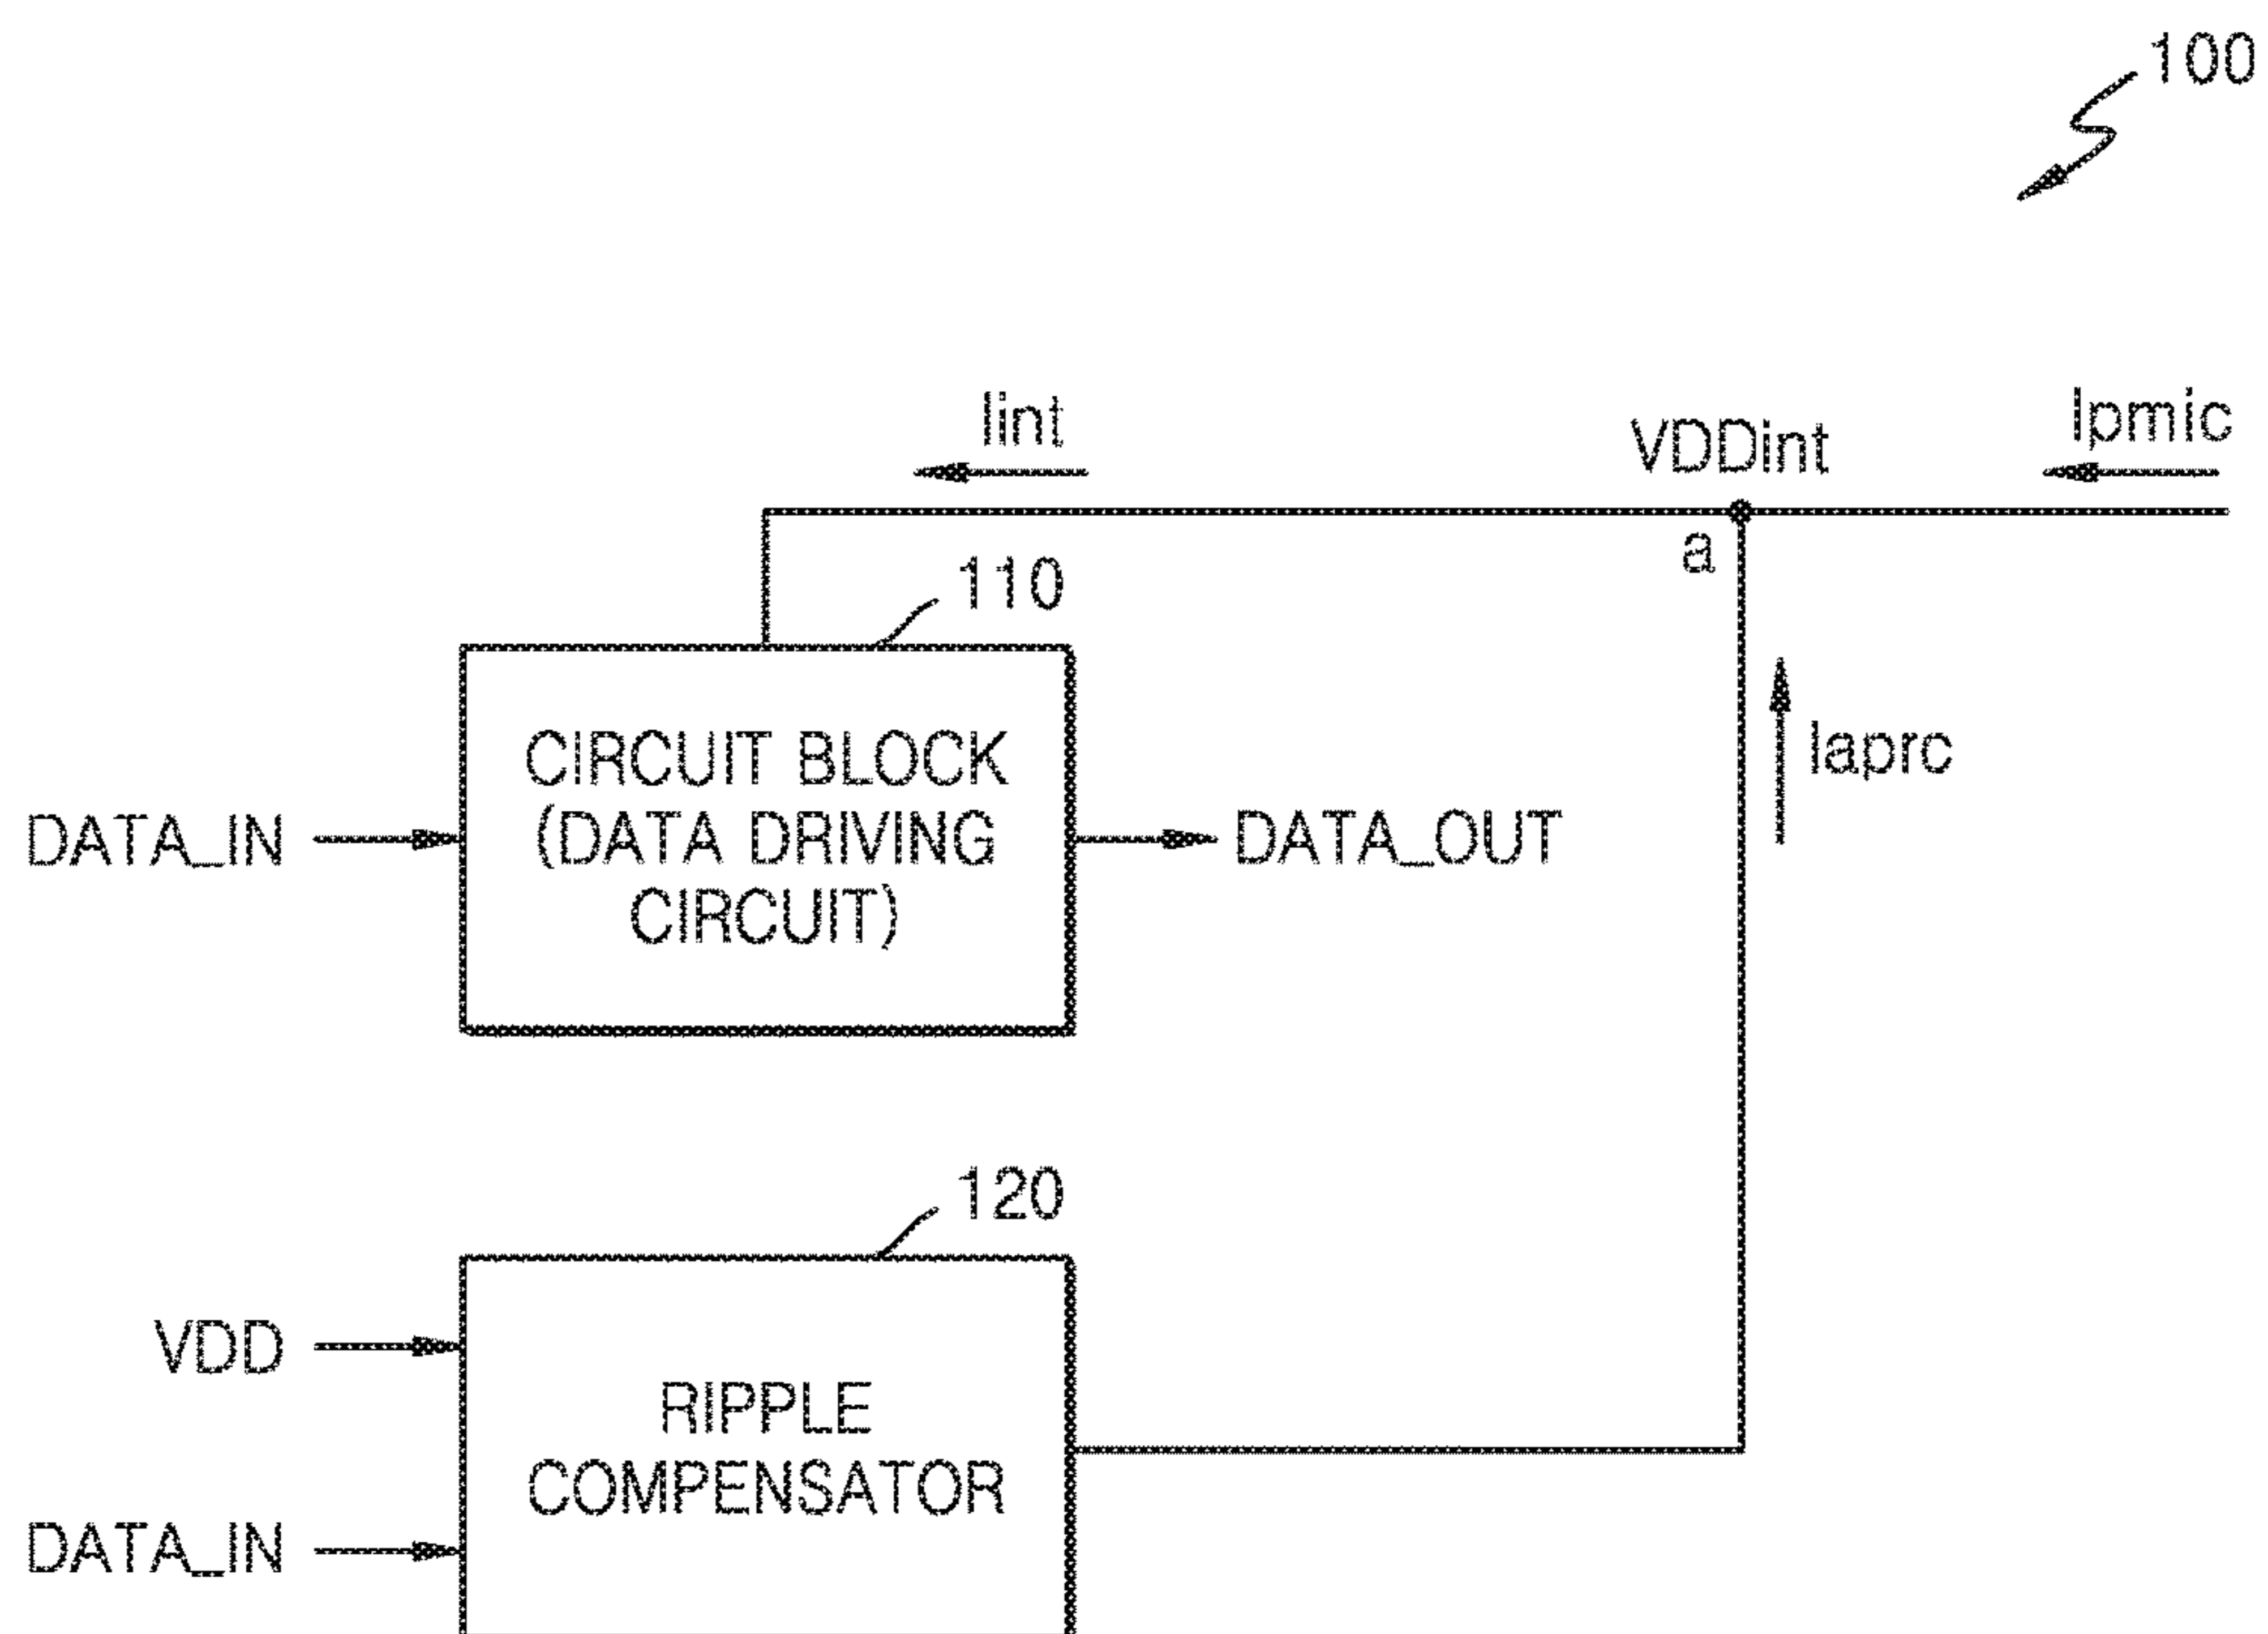 100
Iint
VDDint
Ipmic
a
110
CIRCUIT BLOCK
(DATA DRIVING
CIRCUIT)
Iaprc
DATA_IN
DATA_OUT
120
VDD
RIPPLE
COMPENSATOR
DATA_IN